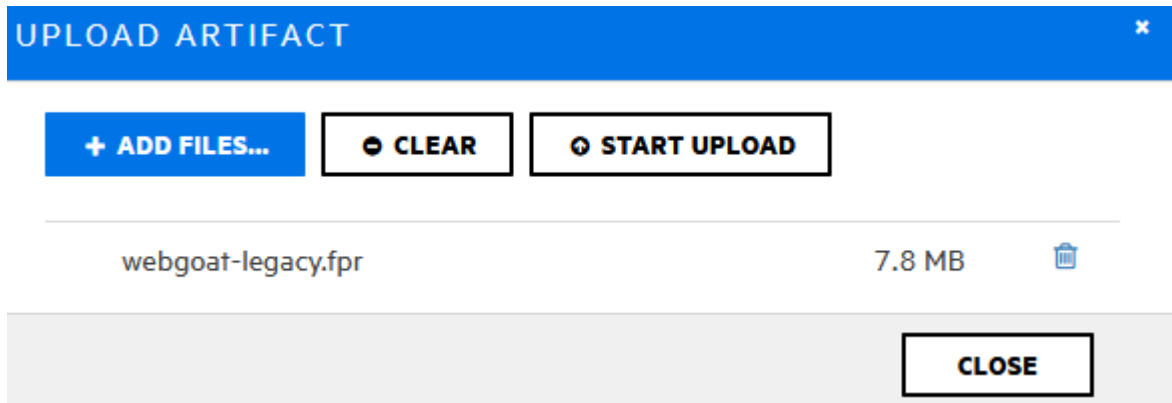 UPLOAD ARTIFACT
+ ADD FILES... CLEAR START UPLOAD
webgoat-legacy.fpr 7.8 MB
CLOSE